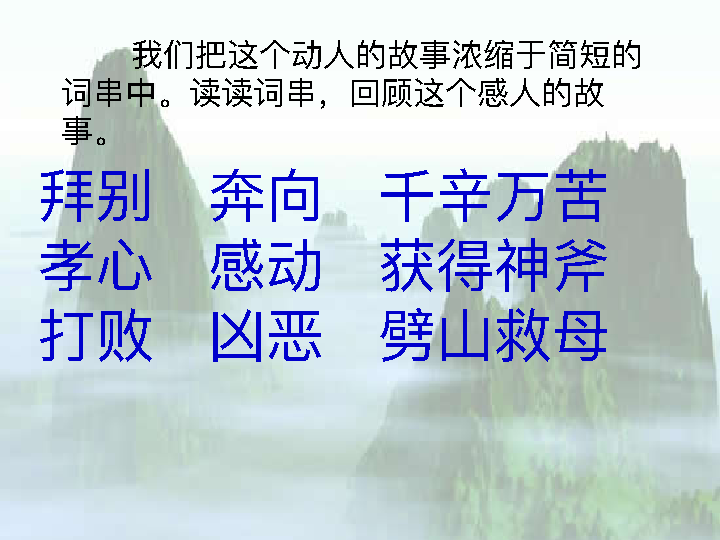 我们把这个动人的故事浓缩于简短的
词串中。读读词串，回顾这个感人的故
事。
拜别 奔向 千辛万苦
孝心 感动 获得神斧
打败 凶恶 劈山救母